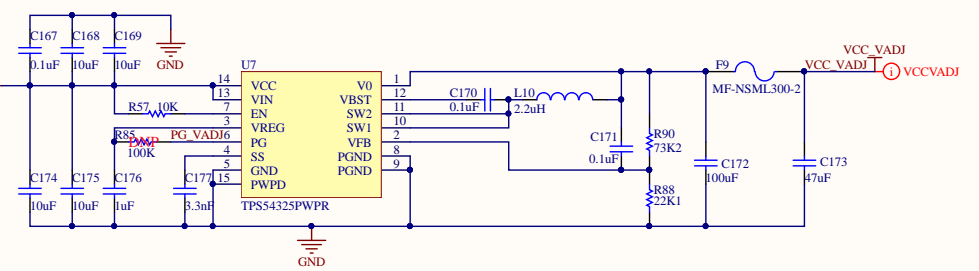 C167
C168
C169
0.1uF
10uF
10uF
GND
U7
14
VCC
13
VIN
7
EN
3
VREG
6
PG
4
SS
5
GND
15
PWPD
V0
1
VBST
12
SW2
11
SW1
10
VFB
2
PGND
8
PGND
9
TPS54325PWPR
R57
10K
R85
DNP
100K
PG_VADJ
C170
0.1uF
L10
2.2uH
C171
0.1uF
R90
73K2
R88
22K1
F9
MF-NSML300-2
VCC_VADJ
VCC_VADJ
i
VCCVADJ
C172
100uF
C173
47uF
C174
10uF
C175
10uF
C176
1uF
C177
3.3nF
GND